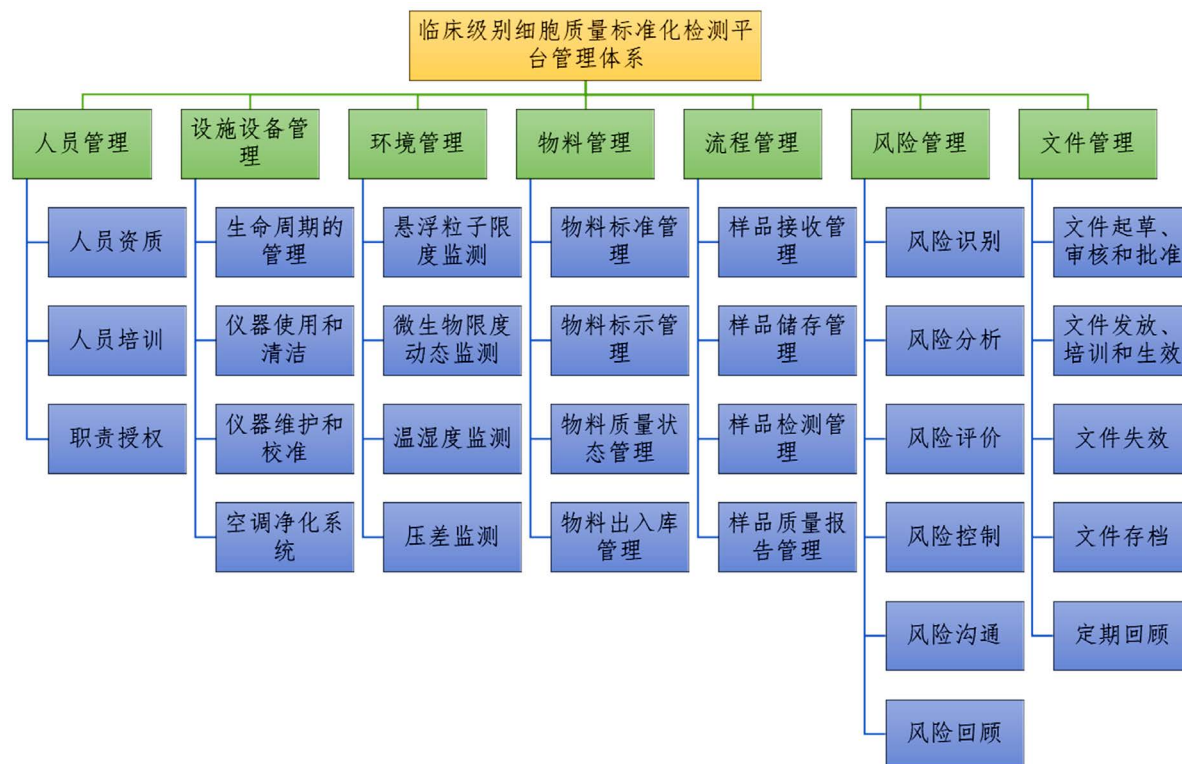 临床级别细胞质量标准化检测平
台管理体系
人员管理
人员资质
人员培训
职责授权
设施设备管
理
生命周期的
管理
仪器使用和
清洁
仪器维护和
校准
空调净化系
统
环境管理
悬浮粒子限
度监测
微生物限度
动态监测
温湿度监测
压差监测
物料管理
物料标准管
理
物料标示管
理
物料质量状
态管理
物料出入库
管理
流程管理
样品接收管
理
样品储存管
理
样品检测管
理
样品质量报
告管理
风险管理
风险识别
风险分析
风险评价
风险控制
风险沟通
风险回顾
文件管理
文件起草、
审核和批准
文件发放、
培训和生效
文件失效
文件存档
定期回顾